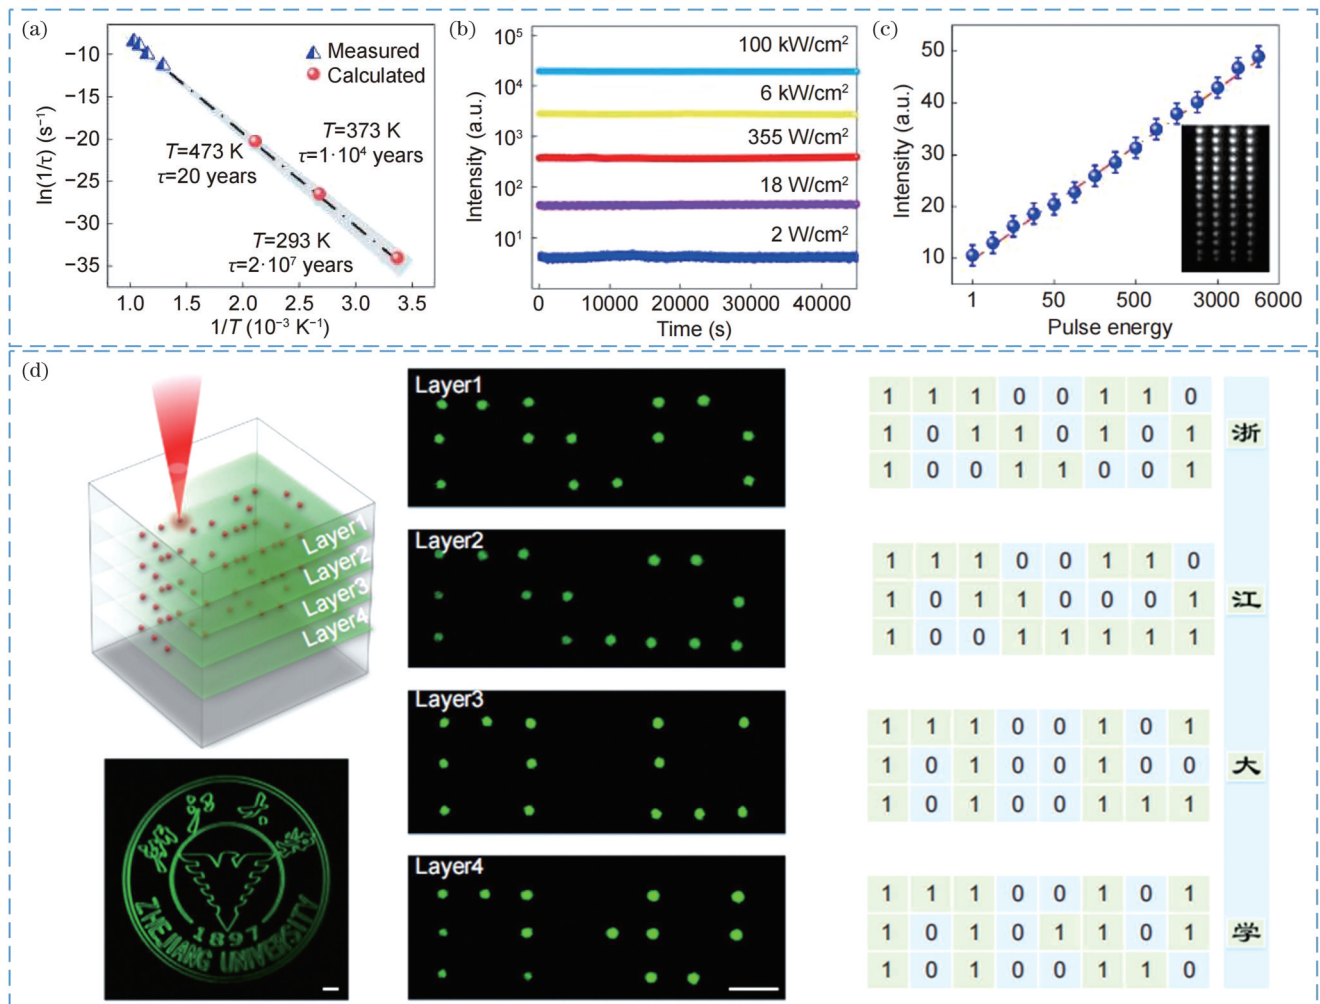 (a)
−10
−15
−20
−25
−30
−35
ln(1/τ) (s⁻¹)
Measured
Calculated
T=373 K
τ=1·10⁴ years
T=473 K
τ=20 years
T=293 K
τ=2·10⁷ years
1.0 1.5 2.0 2.5 3.0 3.5
1/T (10⁻³ K⁻¹)
(b)
10⁵
10⁴
10³
10²
10¹
Intensity (a.u.)
100 kW/cm²
6 kW/cm²
355 W/cm²
18 W/cm²
2 W/cm²
0 10000 20000 30000 40000
Time (s)
(c)
50
40
30
20
10
Intensity (a.u.)
1 50 500 3000 6000
Pulse energy
(d)
Layer1
Layer2
Layer3
Layer4
浙江大学
ZHEJIANG UNIVERSITY
1897
Layer1
Layer2
Layer3
Layer4
1 1 1 0 0 1 1 0
1 0 1 1 0 1 0 1
1 0 0 1 1 0 0 1
浙
1 1 1 0 0 1 1 0
1 0 1 1 0 0 0 1
1 0 0 1 1 1 1 1
江
1 1 1 0 0 1 0 1
1 0 1 0 0 1 0 0
1 0 1 0 0 1 1 1
大
1 1 1 0 0 1 0 1
1 0 1 0 1 1 0 1
1 0 1 0 0 1 1 0
学